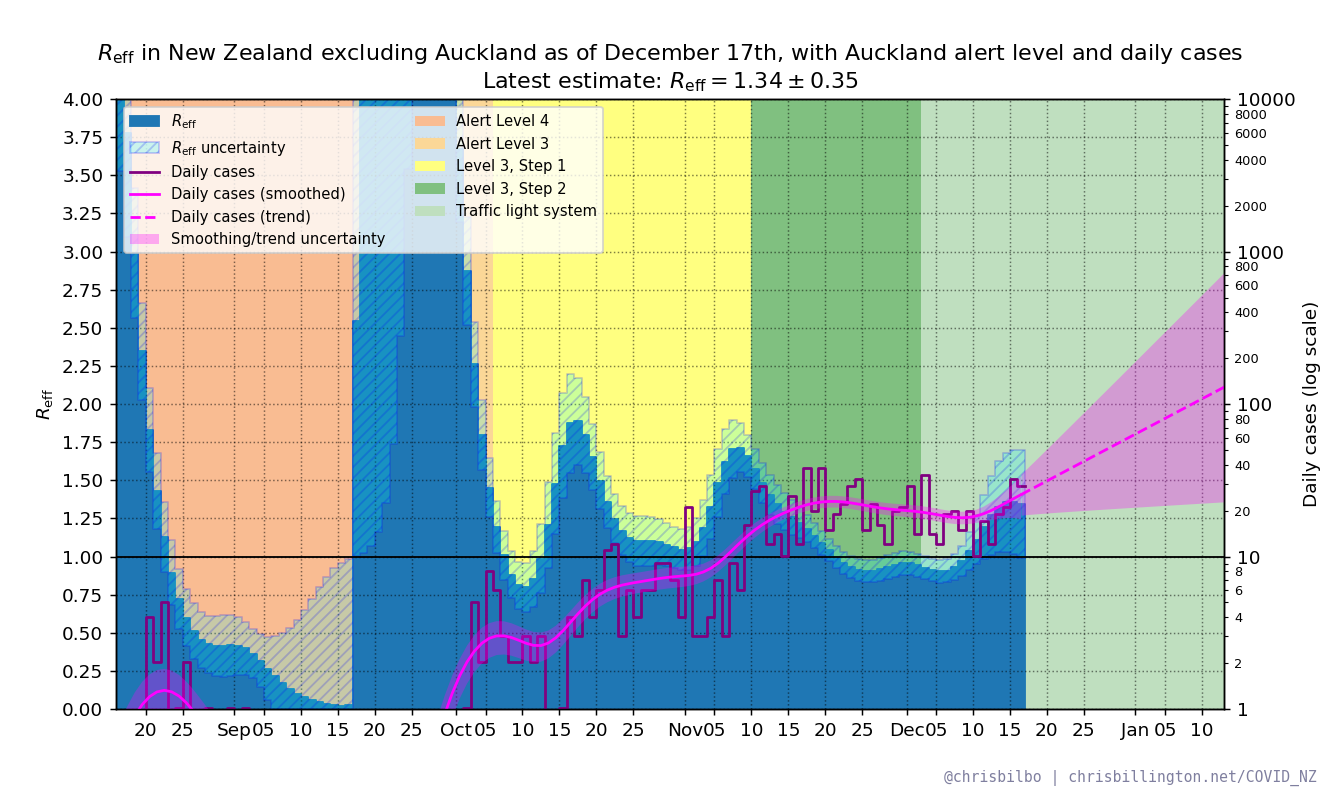 R_eff in New Zealand excluding Auckland as of December 17th, with Auckland alert level and daily cases
Latest estimate: R_eff = 1.34 ± 0.35
R_eff
R_eff uncertainty
Daily cases
Daily cases (smoothed)
Daily cases (trend)
Smoothing/trend uncertainty
Alert Level 4
Alert Level 3
Level 3, Step 1
Level 3, Step 2
Traffic light system
R_eff
4.00
3.75
3.50
3.25
3.00
2.75
2.50
2.25
2.00
1.75
1.50
1.25
1.00
0.75
0.50
0.25
0.00
10000
8000
6000
4000
2000
1000
800
600
400
200
100
80
60
40
20
10
8
6
4
2
1
Daily cases (log scale)
20 25 Sep 05 10 15 20 25 Oct 05 10 15 20 25 Nov 05 10 15 20 25 Dec 05 10 15 20 25 Jan 05 10
@chrisbilbo | chrisbillington.net/COVID_NZ